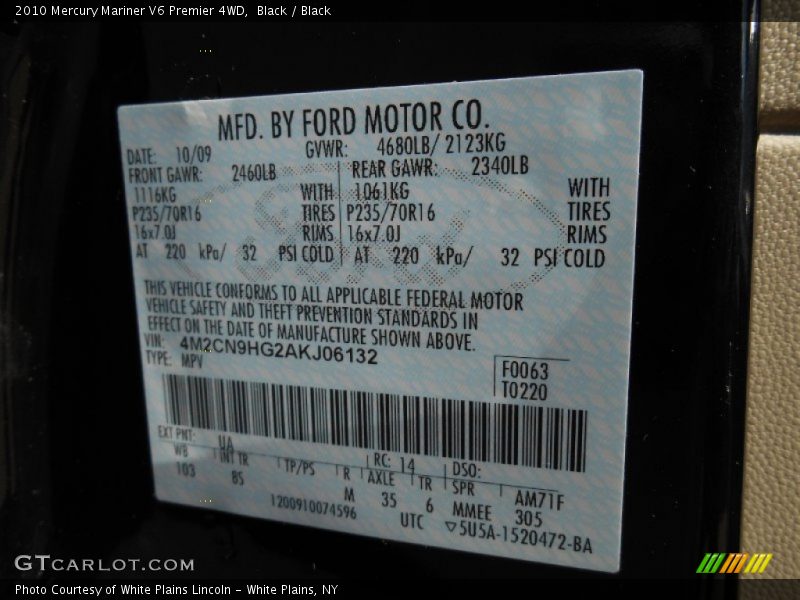 2010 Mercury Mariner V6 Premier 4WD,  Black / Black
MFD. BY FORD MOTOR CO.
DATE: 10/09 GVWR: 4680LB/ 2123KG
FRONT GAWR: 2460LB REAR GAWR: 2340LB
1116KG WITH 1061KG WITH
P235/70R16 TIRES P235/70R16 TIRES
16x7.0J RIMS 16x7.0J RIMS
AT 220 kPa/ 32 PSI COLD AT 220 kPa/ 32 PSI COLD
THIS VEHICLE CONFORMS TO ALL APPLICABLE FEDERAL MOTOR
VEHICLE SAFETY AND THEFT PREVENTION STANDARDS IN
EFFECT ON THE DATE OF MANUFACTURE SHOWN ABOVE.
VIN: 4M2CN9HG2AKJ06132
TYPE: MPV
F0063
T0220
EXT PNT: UA RC: 14 DSO:
WB INT TR TP/PS R AXLE TR SPR AM71F
103 BS M 35 6 MMEE 305
1200910074596 UTC ▽5U5A-1520472-BA
GTCARLOT.COM
Photo Courtesy of White Plains Lincoln - White Plains, NY